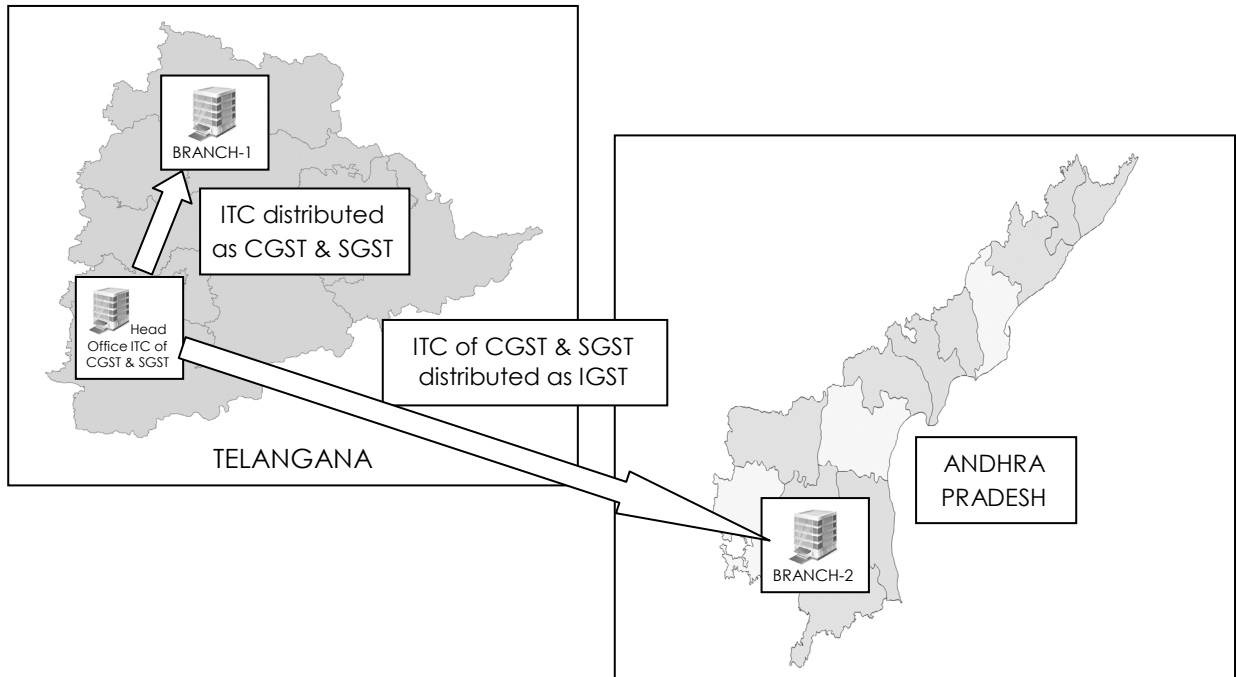 BRANCH-1
ITC distributed
as CGST & SGST
Head
Office ITC of
CGST & SGST
ITC of CGST & SGST
distributed as IGST
TELANGANA
ANDHRA
PRADESH
BRANCH-2